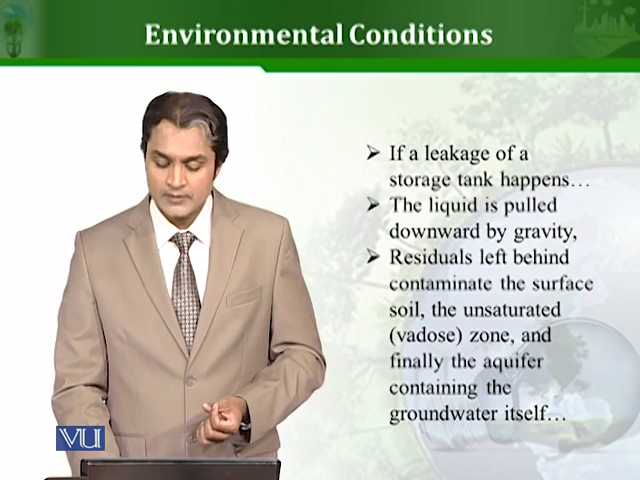 Environmental Conditions
➢ If a leakage of a
storage tank happens…
➢ The liquid is pulled
downward by gravity,
➢ Residuals left behind
contaminate the surface
soil, the unsaturated
(vadose) zone, and
finally the aquifer
containing the
groundwater itself…
VU